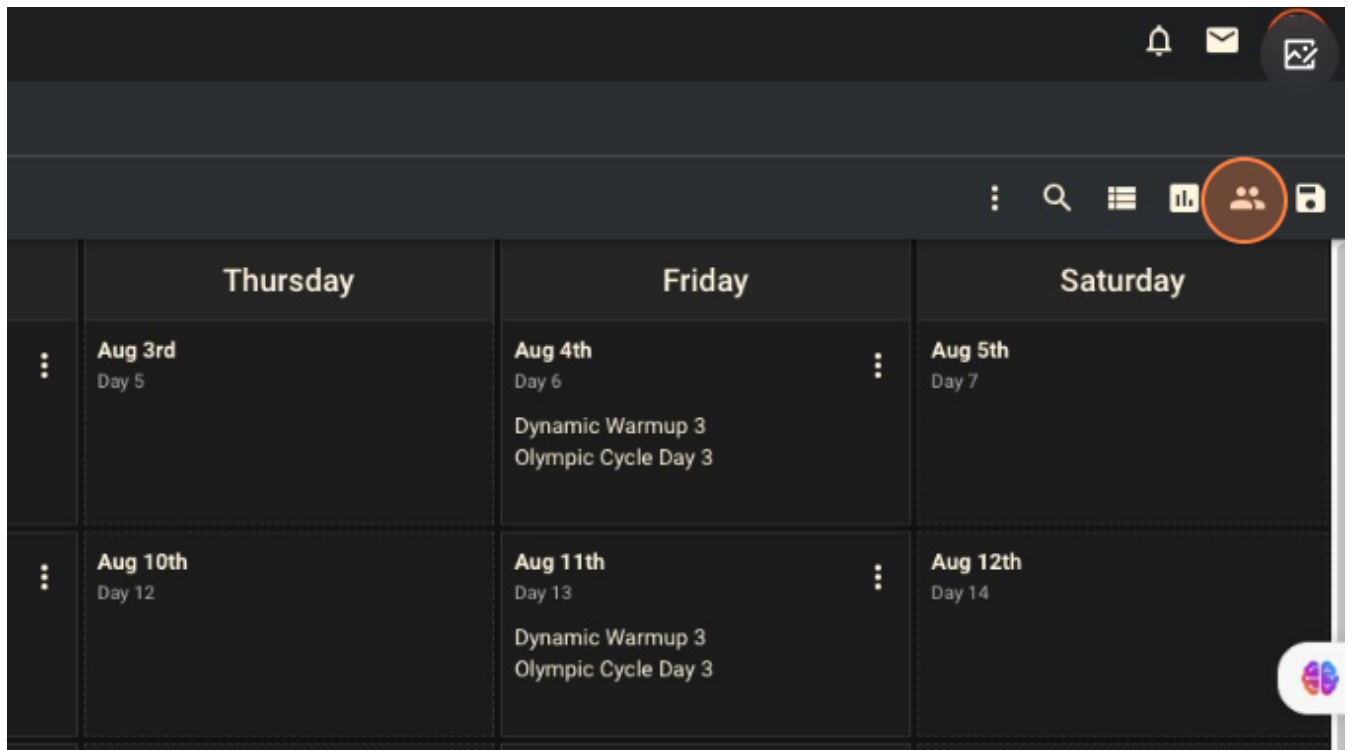 Thursday
Friday
Saturday
Aug 3rd
Day 5
Aug 4th
Day 6
Dynamic Warmup 3
Olympic Cycle Day 3
Aug 5th
Day 7
Aug 10th
Day 12
Aug 11th
Day 13
Dynamic Warmup 3
Olympic Cycle Day 3
Aug 12th
Day 14